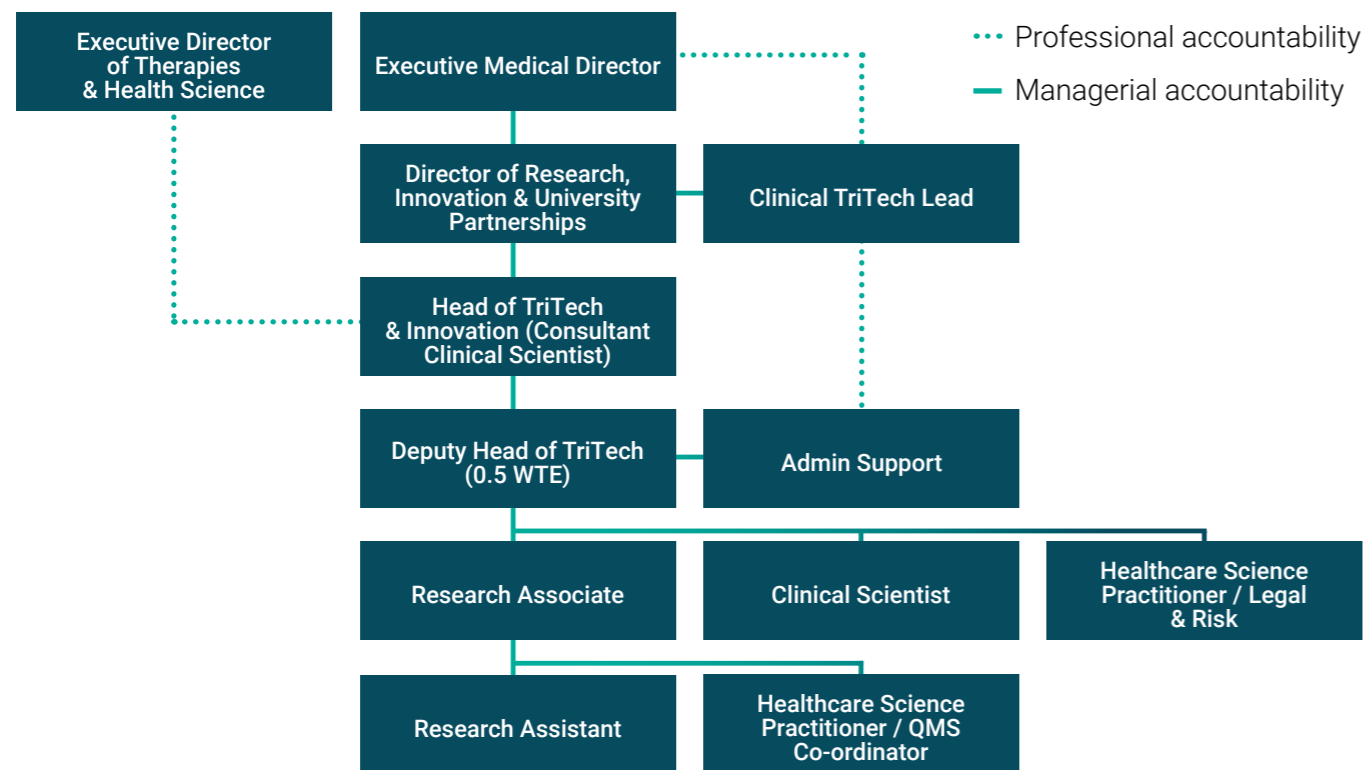 Executive Director
of Therapies
& Health Science
Executive Medical Director
Professional accountability
Managerial accountability
Director of Research,
Innovation & University
Partnerships
Clinical TriTech Lead
Head of TriTech
& Innovation (Consultant
Clinical Scientist)
Deputy Head of TriTech
(0.5 WTE)
Admin Support
Research Associate
Clinical Scientist
Healthcare Science
Practitioner / Legal
& Risk
Research Assistant
Healthcare Science
Practitioner / QMS
Co-ordinator